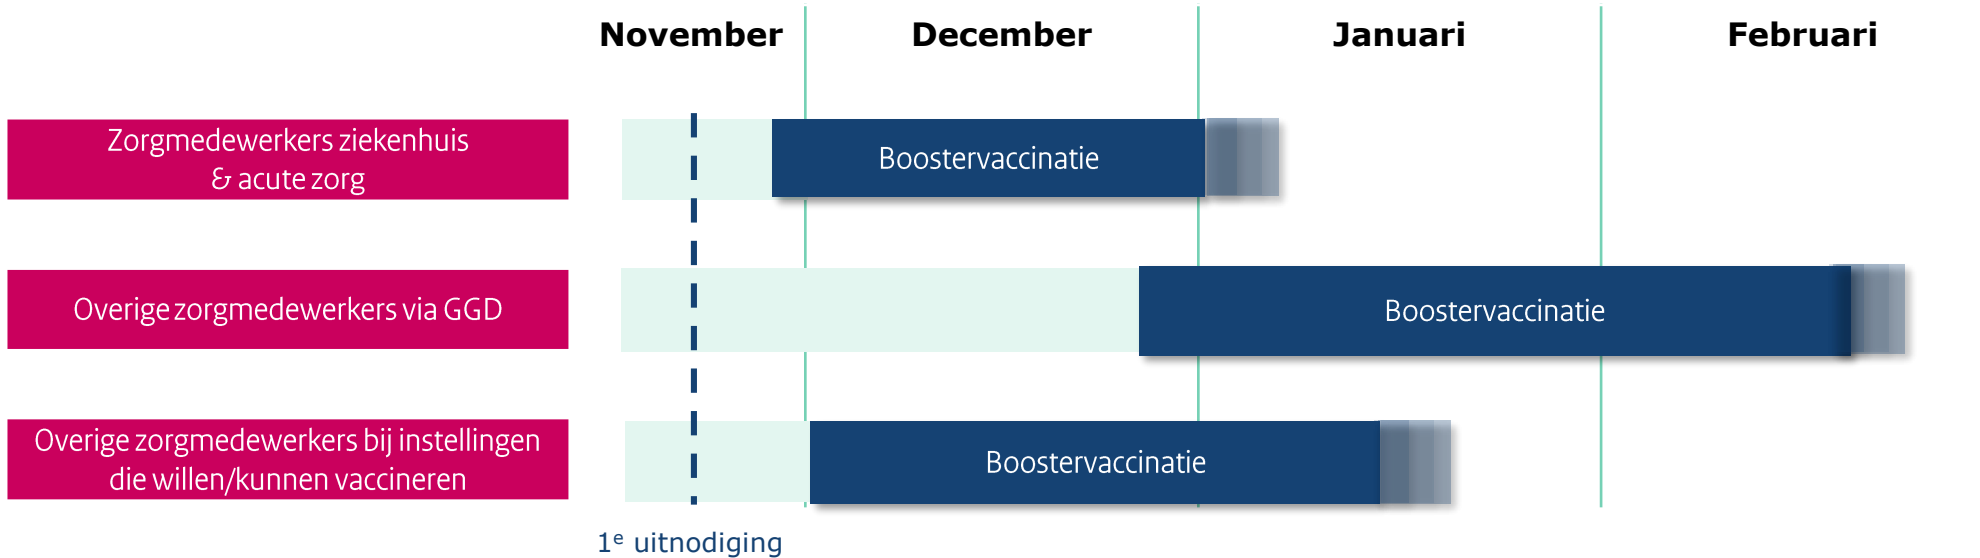 November December Januari Februari
Zorgmedewerkers ziekenhuis
& acute zorg
Boostervaccinatie
Overige zorgmedewerkers via GGD
Boostervaccinatie
Overige zorgmedewerkers bij instellingen
die willen/kunnen vaccineren
Boostervaccinatie
1e uitnodiging